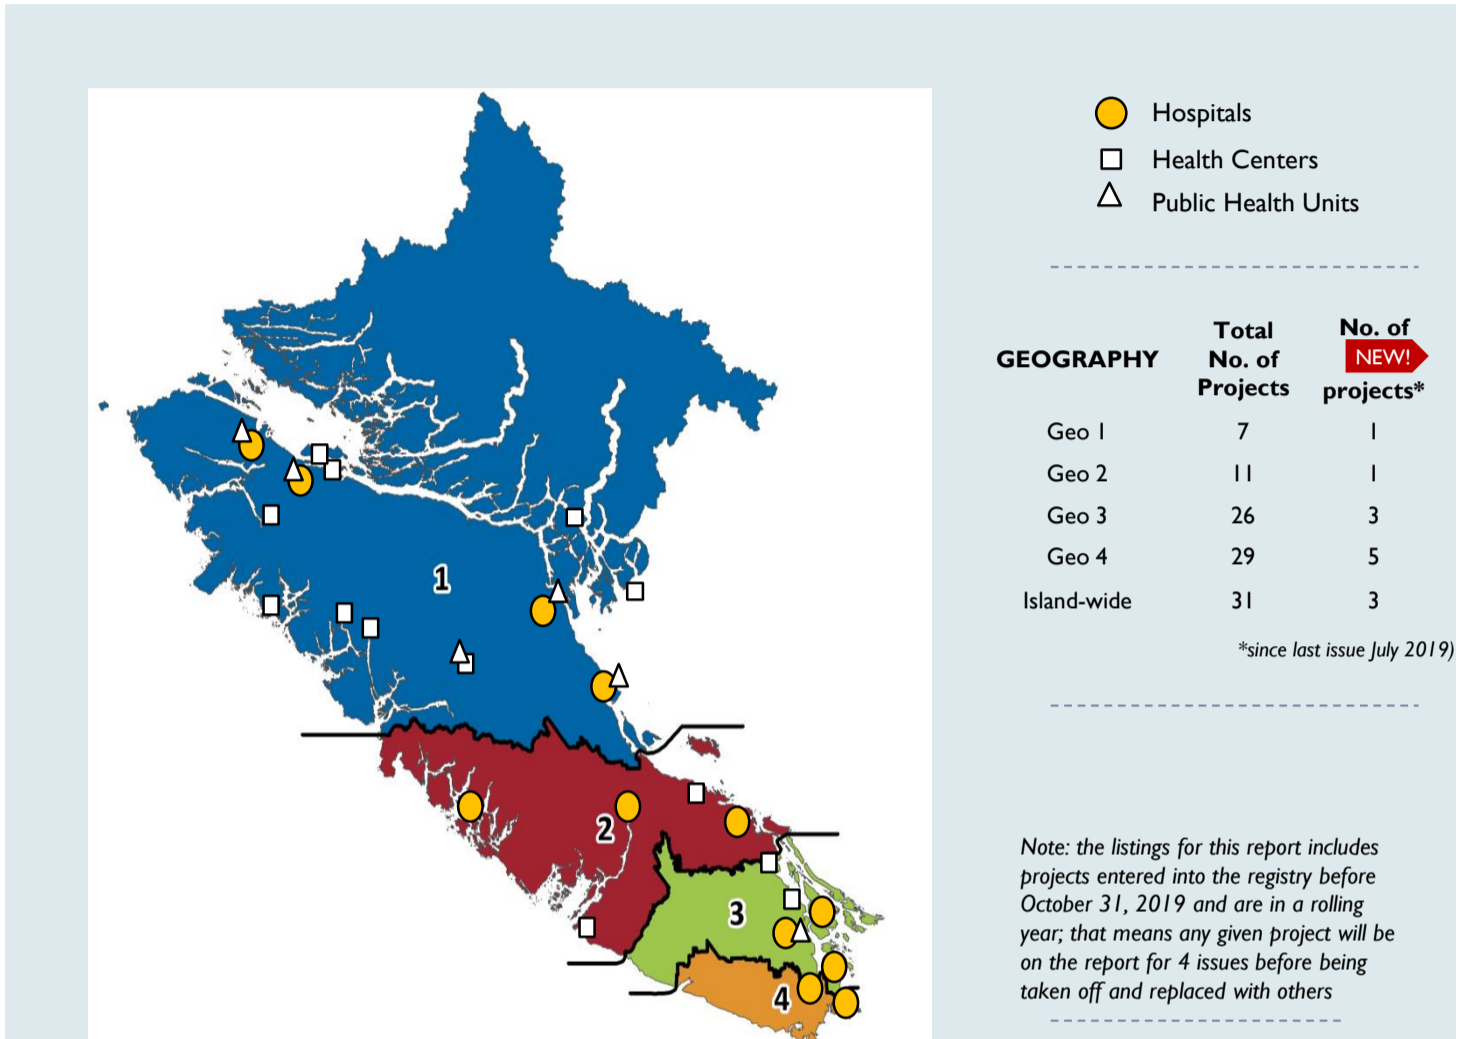 Hospitals
Health Centers
Public Health Units
GEOGRAPHY
Total
No. of
Projects
No. of
NEW!
projects*
Geo 1 7 1
Geo 2 11 1
Geo 3 26 3
Geo 4 29 5
Island-wide 31 3
*since last issue July 2019)
1
2
3
4
Note: the listings for this report includes
projects entered into the registry before
October 31, 2019 and are in a rolling
year; that means any given project will be
on the report for 4 issues before being
taken off and replaced with others